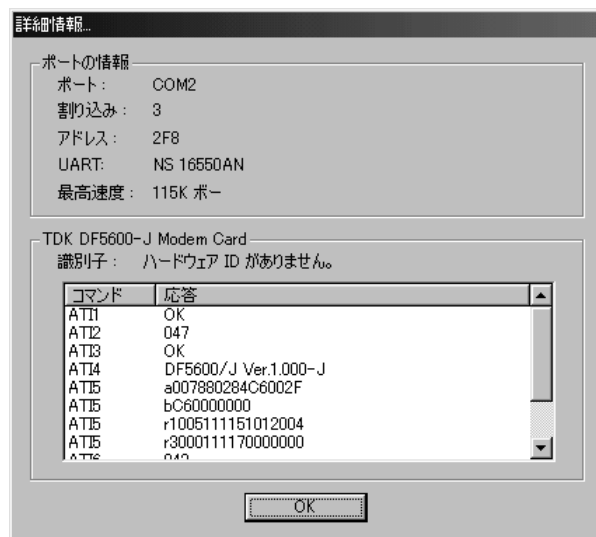 詳細情報...
ポートの情報
ポート： COM2
割り込み： 3
アドレス： 2F8
UART: NS 16550AN
最高速度： 115K ボー
TDK DF5600-J Modem Card
識別子： ハードウェア ID がありません。
コマンド 応答
ATI1 OK
ATI2 047
ATI3 OK
ATI4 DF5600/J Ver.1.000-J
ATI5 a007880284C6002F
ATI5 bC60000000
ATI5 r1005111151012004
ATI5 r3000111170000000
OK